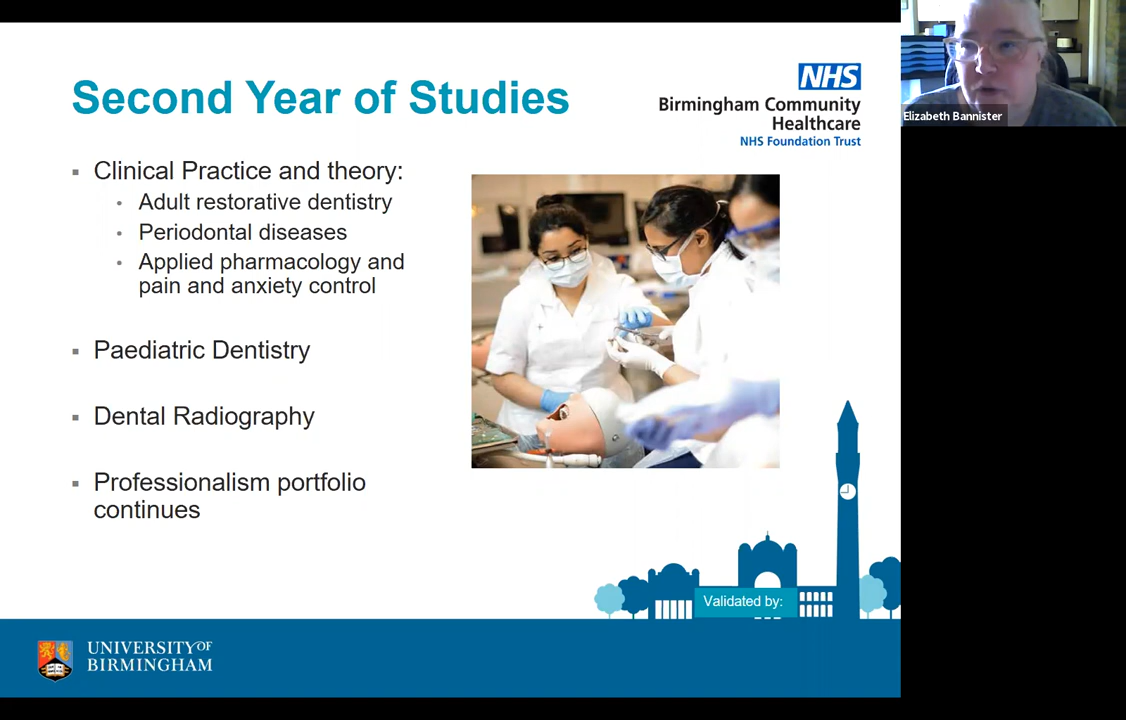 Second Year of Studies
NHS
Birmingham Community
Healthcare
NHS Foundation Trust
Elizabeth Bannister
▪ Clinical Practice and theory:
• Adult restorative dentistry
• Periodontal diseases
• Applied pharmacology and
pain and anxiety control
▪ Paediatric Dentistry
▪ Dental Radiography
▪ Professionalism portfolio
continues
Validated by:
UNIVERSITY OF
BIRMINGHAM